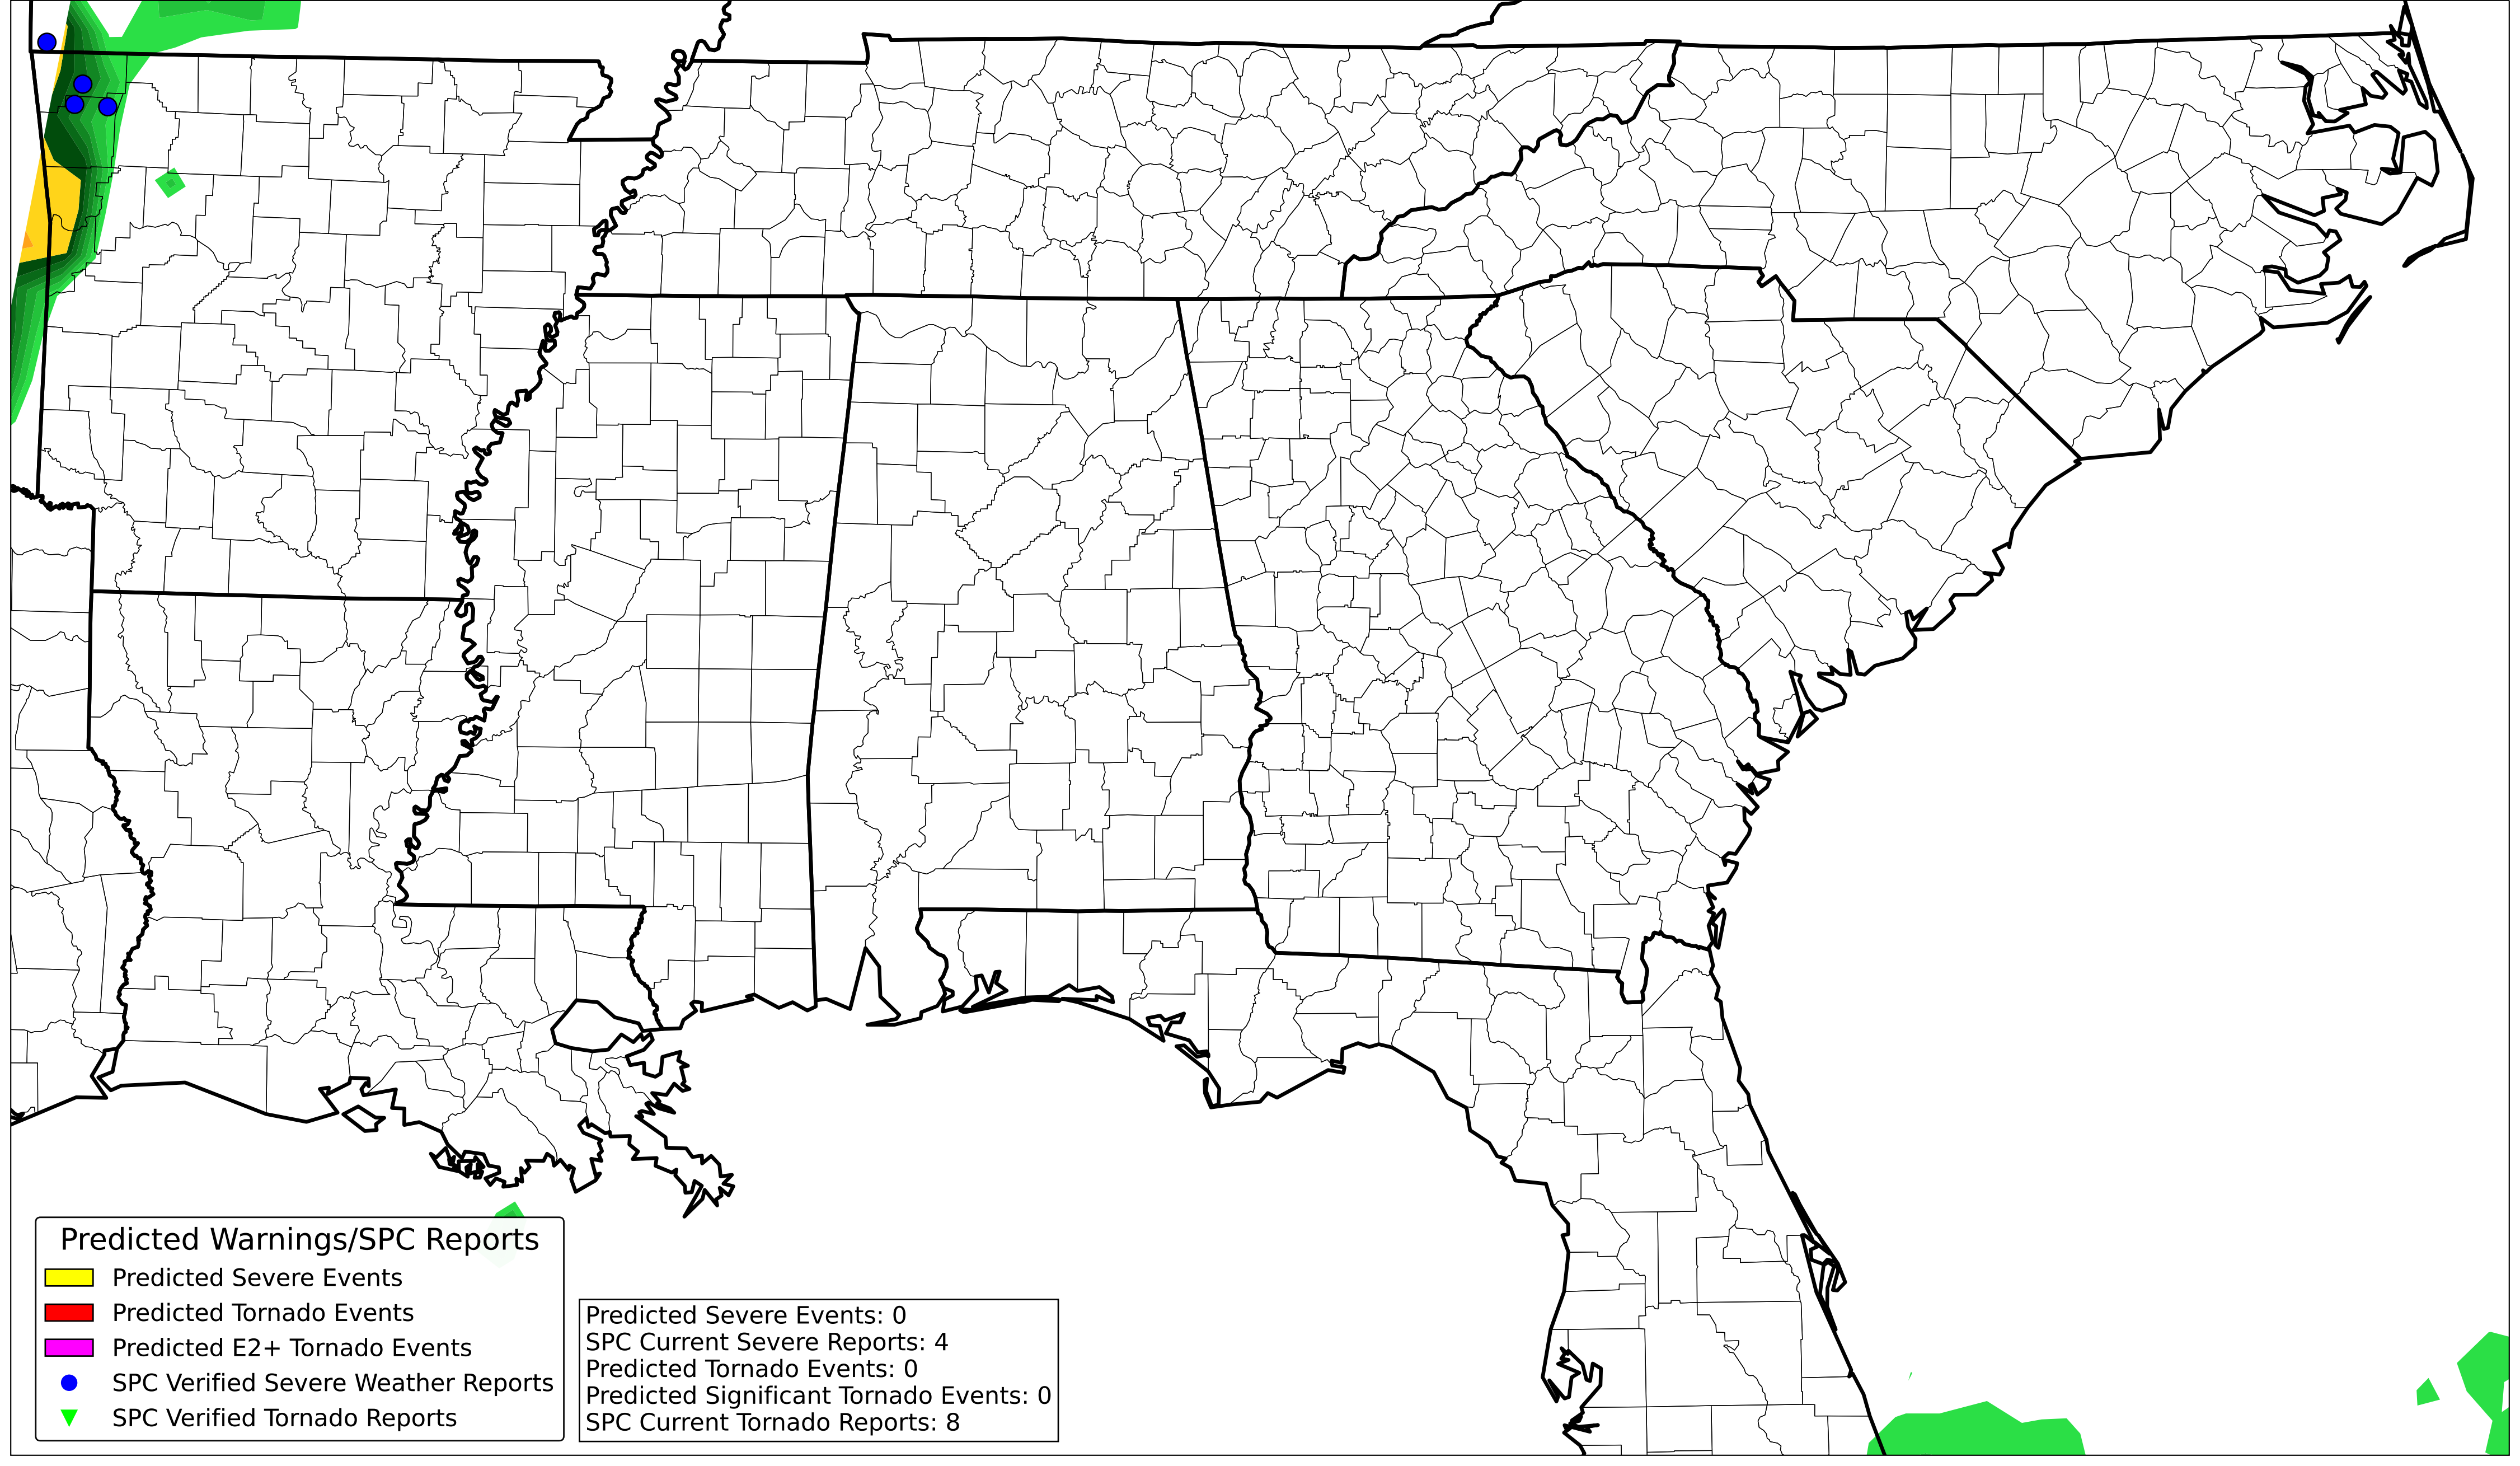 Predicted Warnings/SPC Reports
Predicted Severe Events
Predicted Tornado Events
Predicted E2+ Tornado Events
SPC Verified Severe Weather Reports
SPC Verified Tornado Reports
Predicted Severe Events: 0
SPC Current Severe Reports: 4
Predicted Tornado Events: 0
Predicted Significant Tornado Events: 0
SPC Current Tornado Reports: 8